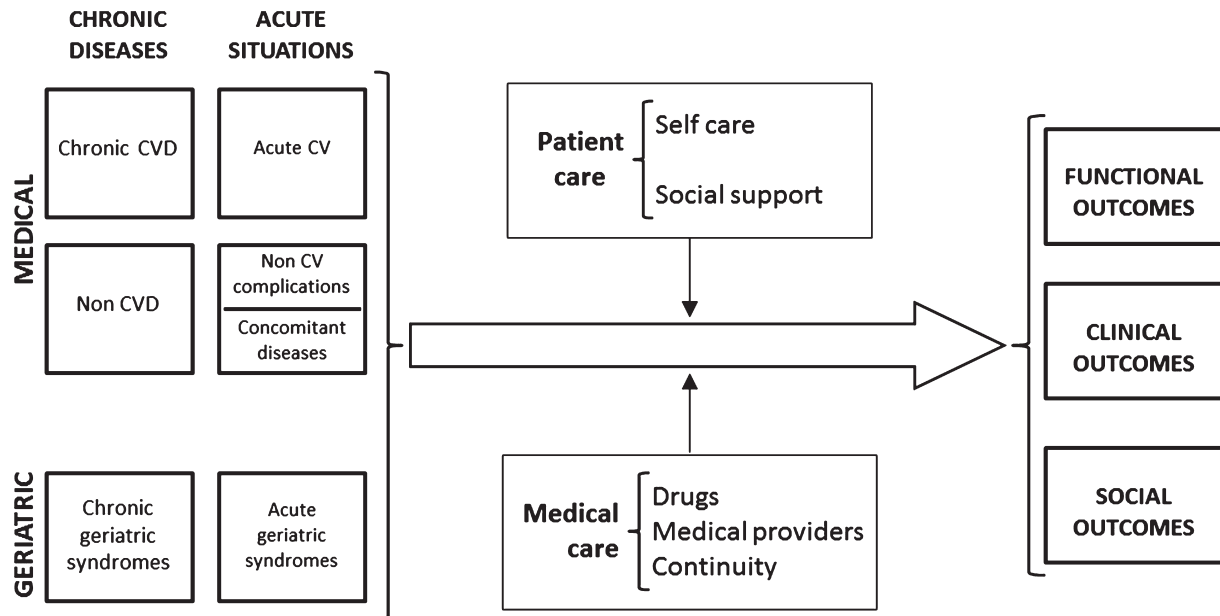 CHRONIC
DISEASES
ACUTE
SITUATIONS
MEDICAL
Chronic CVD
Acute CV
Non CVD
Non CV
complications
Concomitant
diseases
GERIATRIC
Chronic
geriatric
syndromes
Acute
geriatric
syndromes
Patient
care
Self care
Social support
Medical
care
Drugs
Medical providers
Continuity
FUNCTIONAL
OUTCOMES
CLINICAL
OUTCOMES
SOCIAL
OUTCOMES